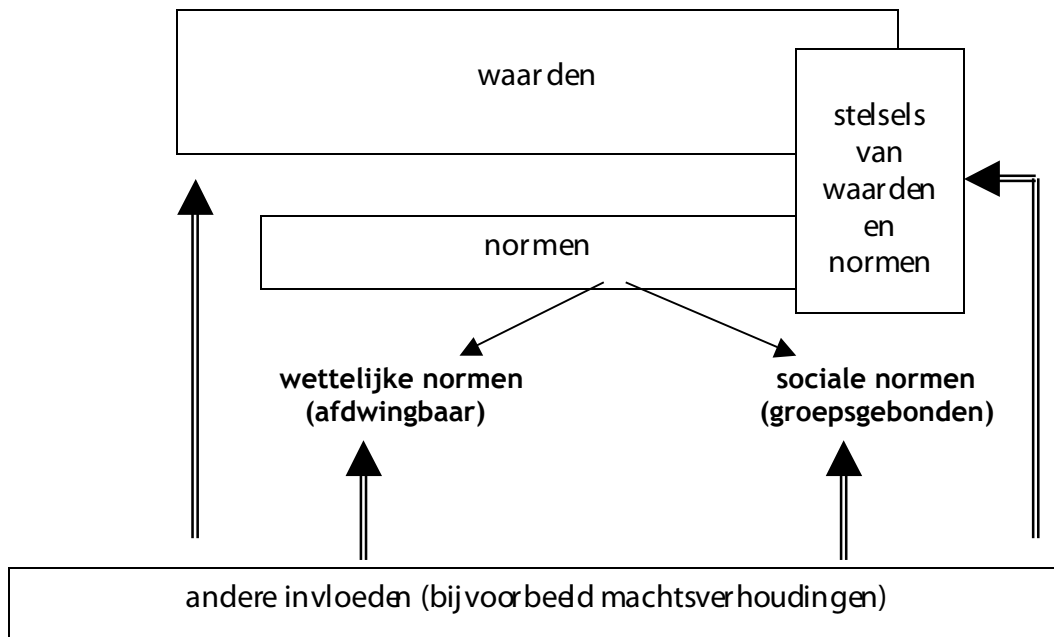 waarden
stelsels
van
waarden
en
normen
normen
wettelijke normen
(afdwingbaar)
sociale normen
(groepsgebonden)
andere invloeden (bijvoorbeeld machtsverhoudingen)